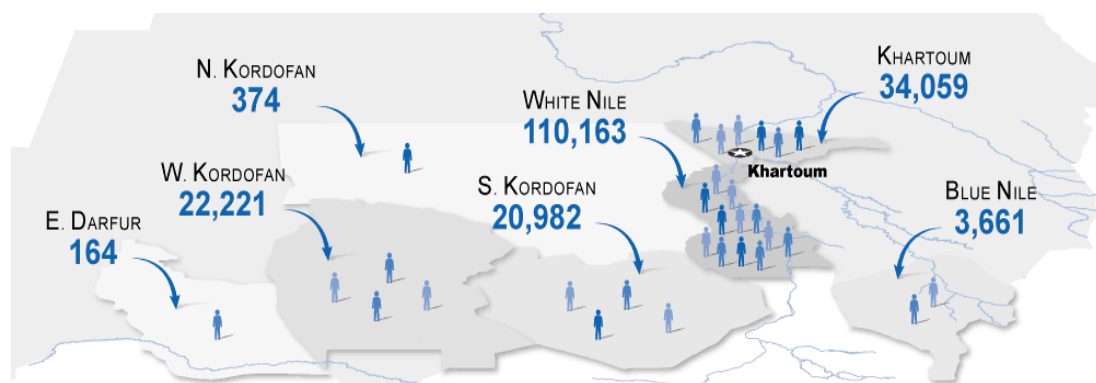 N. Kordofan
374
White Nile
110,163
Khartoum
34,059
Khartoum
W. Kordofan
22,221
S. Kordofan
20,982
Blue Nile
3,661
E. Darfur
164